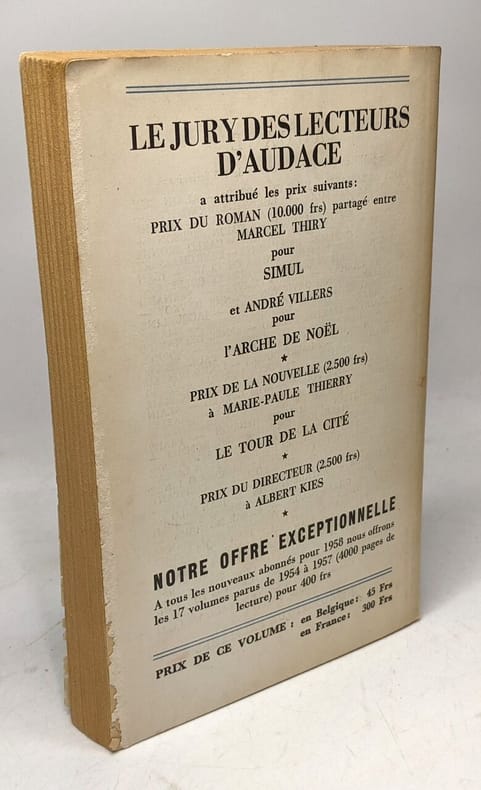 LE JURY DES LECTEURS
D'AUDACE
a attribué les prix suivants:
PRIX DU ROMAN (10.000 frs) partagé entre
MARCEL THIRY
pour
SIMUL
et ANDRÉ VILLERS
pour
l'ARCHE DE NOËL
★
PRIX DE LA NOUVELLE (2.500 frs)
à MARIE-PAULE THIERRY
pour
LE TOUR DE LA CITÉ
★
PRIX DU DIRECTEUR (2.500 frs)
à ALBERT KIES
★
NOTRE OFFRE EXCEPTIONNELLE
A tous les nouveaux abonnés pour 1958 nous offrons
les 17 volumes parus de 1954 à 1957 (4000 pages de
lecture) pour 400 frs
PRIX DE CE VOLUME : en Belgique : 45 Frs
en France : 300 Frs